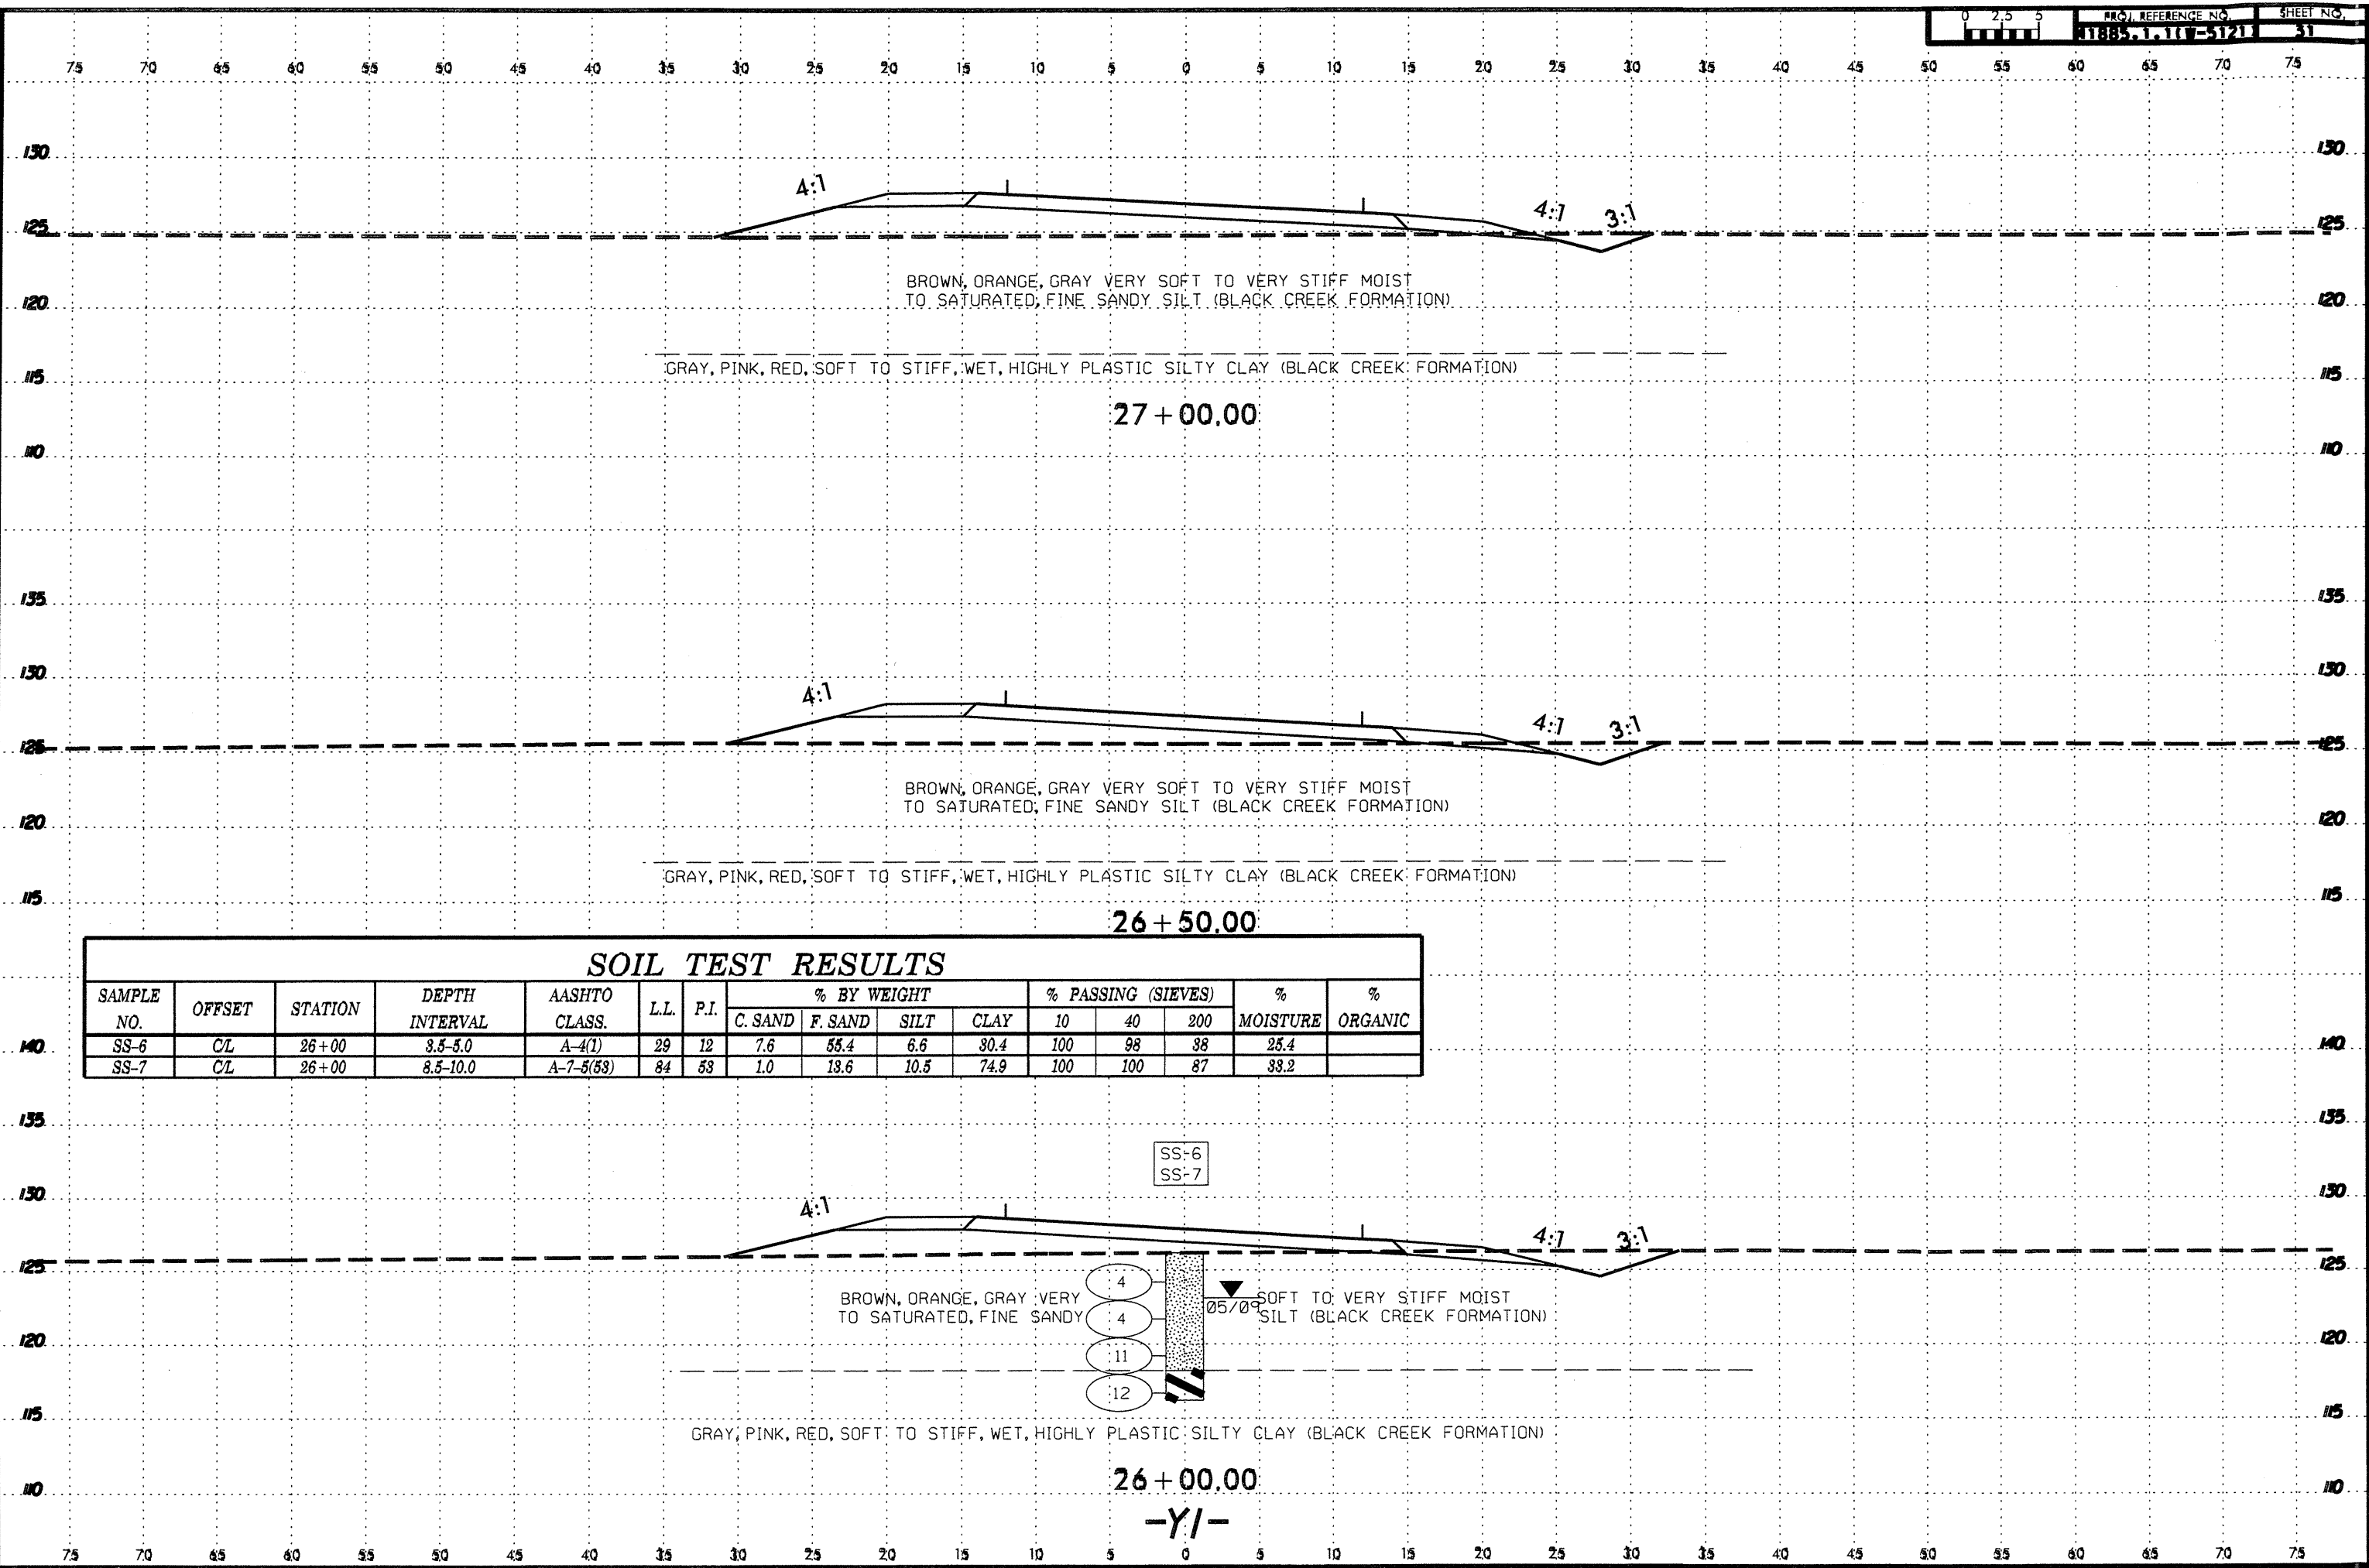 0 2.5 5
PROJ. REFERENCE NO. SHEET NO.
41885.1.1(W-5121) 31
75 70 65 60 55 50 45 40 35 30 25 20 15 10 5 0 5 10 15 20 25 30 35 40 45 50 55 60 65 70 75
130 130
4:1 4:1 3:1
125 125
BROWN, ORANGE, GRAY VERY SOFT TO VERY STIFF MOIST
TO SATURATED, FINE SANDY SILT (BLACK CREEK FORMATION)
120 120
GRAY, PINK, RED, SOFT TO STIFF, WET, HIGHLY PLASTIC SILTY CLAY (BLACK CREEK FORMATION)
115 115
27+00.00
110 110
135 135
130 130
4:1 4:1 3:1
125 125
BROWN, ORANGE, GRAY VERY SOFT TO VERY STIFF MOIST
TO SATURATED, FINE SANDY SILT (BLACK CREEK FORMATION)
120 120
GRAY, PINK, RED, SOFT TO STIFF, WET, HIGHLY PLASTIC SILTY CLAY (BLACK CREEK FORMATION)
115 115
26+50.00
SOIL TEST RESULTS
SAMPLE NO. OFFSET STATION DEPTH INTERVAL AASHTO CLASS. L.L. P.I. % BY WEIGHT % PASSING (SIEVES) % MOISTURE % ORGANIC
C. SAND F. SAND SILT CLAY 10 40 200
SS-6 C/L 26+00 3.5-5.0 A-4(1) 29 12 7.6 55.4 6.6 30.4 100 98 38 25.4
SS-7 C/L 26+00 8.5-10.0 A-7-5(53) 84 53 1.0 13.6 10.5 74.9 100 100 87 33.2
140 140
135 135
SS-6
SS-7
130 130
4:1 4:1 3:1
125 125
4
BROWN, ORANGE, GRAY VERY SOFT TO VERY STIFF MOIST
05/09
TO SATURATED, FINE SANDY SILT (BLACK CREEK FORMATION)
4
120 120
11
12
115 115
GRAY, PINK, RED, SOFT TO STIFF, WET, HIGHLY PLASTIC SILTY CLAY (BLACK CREEK FORMATION)
26+00.00
110 110
-Y1-
75 70 65 60 55 50 45 40 35 30 25 20 15 10 5 0 5 10 15 20 25 30 35 40 45 50 55 60 65 70 75